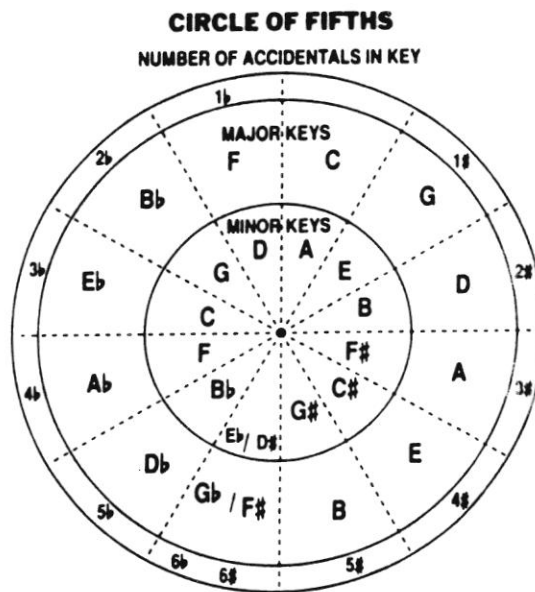 CIRCLE OF FIFTHS
NUMBER OF ACCIDENTALS IN KEY
1♭
MAJOR KEYS
F C
2♭ 1♯
B♭ G
MINOR KEYS
D A
G E
3♭ E♭ D 2♯
C B
F F♯
4♭ A♭ A 3♯
B♭ C♯
G♯
E♭/D♯
D♭ E
G♭/F♯ B
5♭ 4♯
6♭ 5♯
6♯